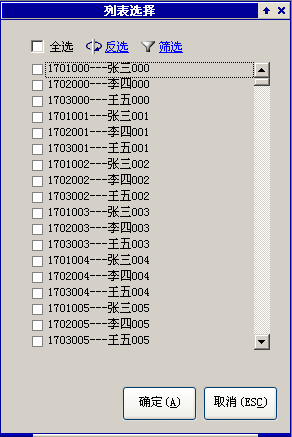 列表选择
全选 反选 筛选
1701000---张三000
1702000---李四000
1703000---王五000
1701001---张三001
1702001---李四001
1703001---王五001
1701002---张三002
1702002---李四002
1703002---王五002
1701003---张三003
1702003---李四003
1703003---王五003
1701004---张三004
1702004---李四004
1703004---王五004
1701005---张三005
1702005---李四005
1703005---王五005
确定(A) 取消(ESC)